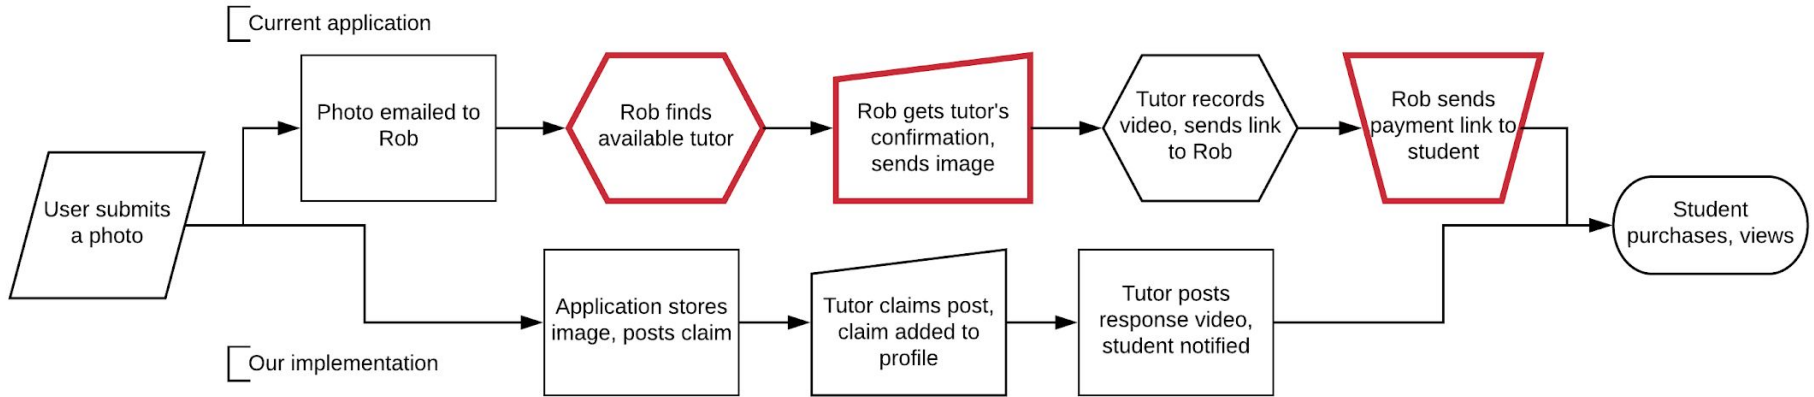 Current application
Photo emailed to
Rob
Rob finds
available tutor
Rob gets tutor's
confirmation,
sends image
Tutor records
video, sends link
to Rob
Rob sends
payment link to
student
User submits
a photo
Student
purchases, views
Application stores
image, posts claim
Tutor claims post,
claim added to
profile
Tutor posts
response video,
student notified
Our implementation